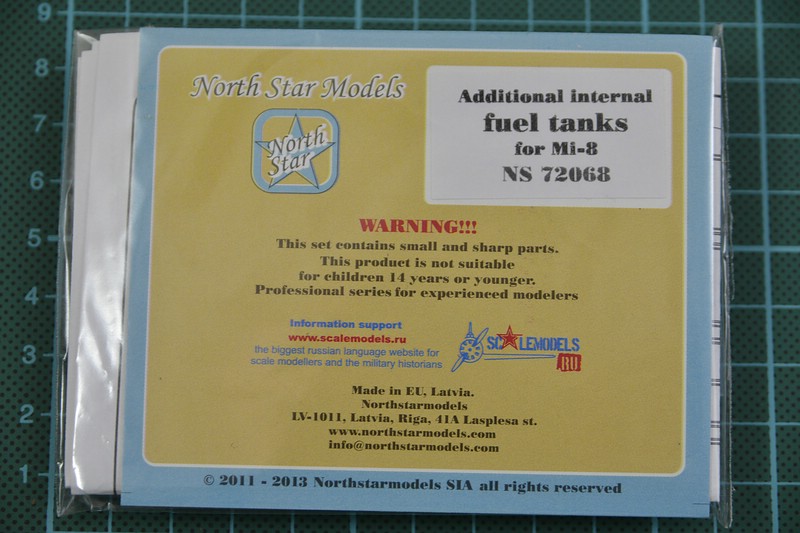 9
8
7
6
5
4
3
2
1
North Star Models
North
Star
Additional internal
fuel tanks
for Mi-8
NS 72068
WARNING!!!
This set contains small and sharp parts.
This product is not suitable
for children 14 years or younger.
Professional series for experienced modelers
Information support
www.scalemodels.ru
the biggest russian language website for
scale modellers and the military historians
SCALEMODELS
RU
Made in EU, Latvia.
Northstarmodels
LV-1011, Latvia, Riga, 41A Lasplesa st.
www.northstarmodels.com
info@northstarmodels.com
© 2011 - 2013 Northstarmodels SIA all rights reserved